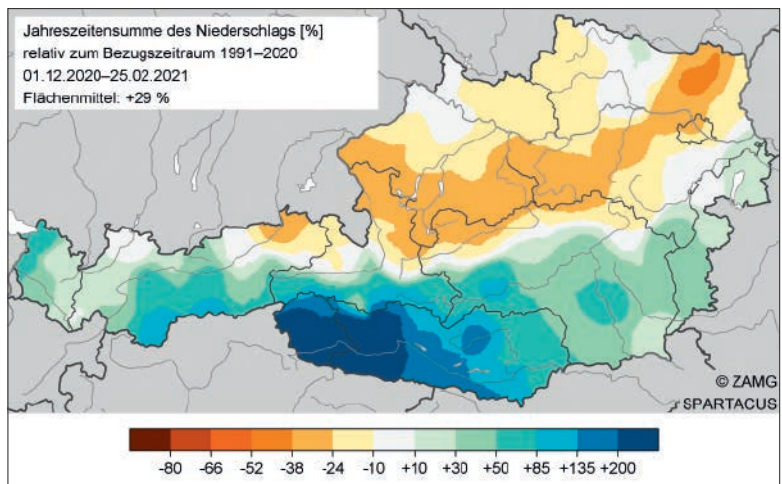 Jahreszeitensumme des Niederschlags [%]
relativ zum Bezugszeitraum 1991–2020
01.12.2020–25.02.2021
Flächenmittel: +29 %
© ZAMG
SPARTACUS
-80 -66 -52 -38 -24 -10 +10 +30 +50 +85 +135 +200